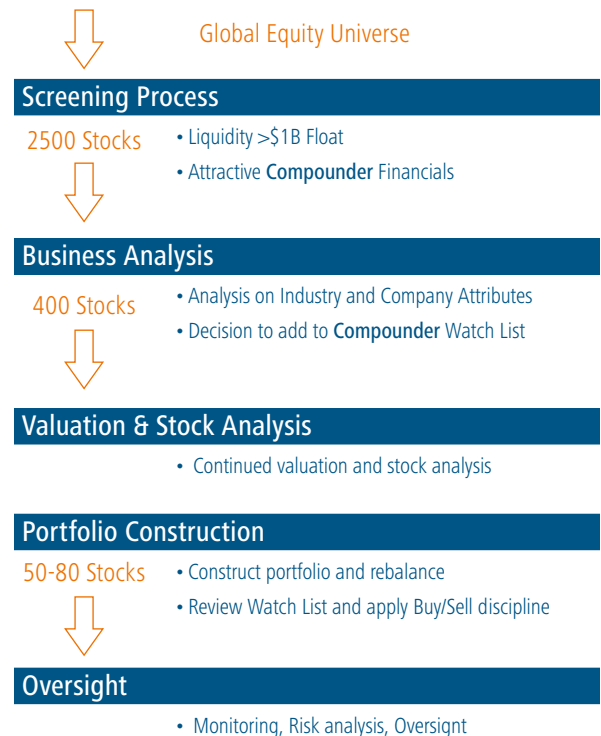 Global Equity Universe
Screening Process
2500 Stocks
• Liquidity >$1B Float
• Attractive Compounder Financials
Business Analysis
400 Stocks
• Analysis on Industry and Company Attributes
• Decision to add to Compounder Watch List
Valuation & Stock Analysis
• Continued valuation and stock analysis
Portfolio Construction
50-80 Stocks
• Construct portfolio and rebalance
• Review Watch List and apply Buy/Sell discipline
Oversight
• Monitoring, Risk analysis, Oversight